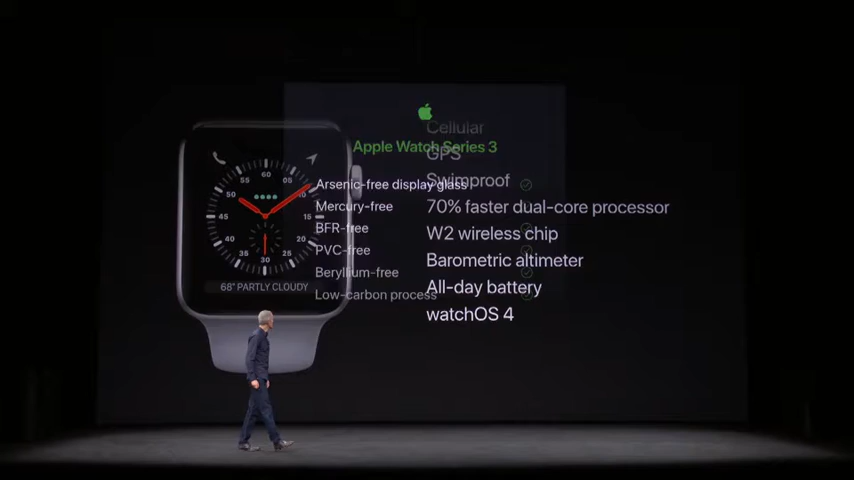 Apple Watch Series 3
Arsenic-free display glass
Mercury-free
BFR-free
PVC-free
Beryllium-free
Low-carbon process
Cellular
GPS
Swimproof
70% faster dual-core processor
W2 wireless chip
Barometric altimeter
All-day battery
watchOS 4
60
55
05
50
10
45
15
40
20
35
25
30
68° PARTLY CLOUDY